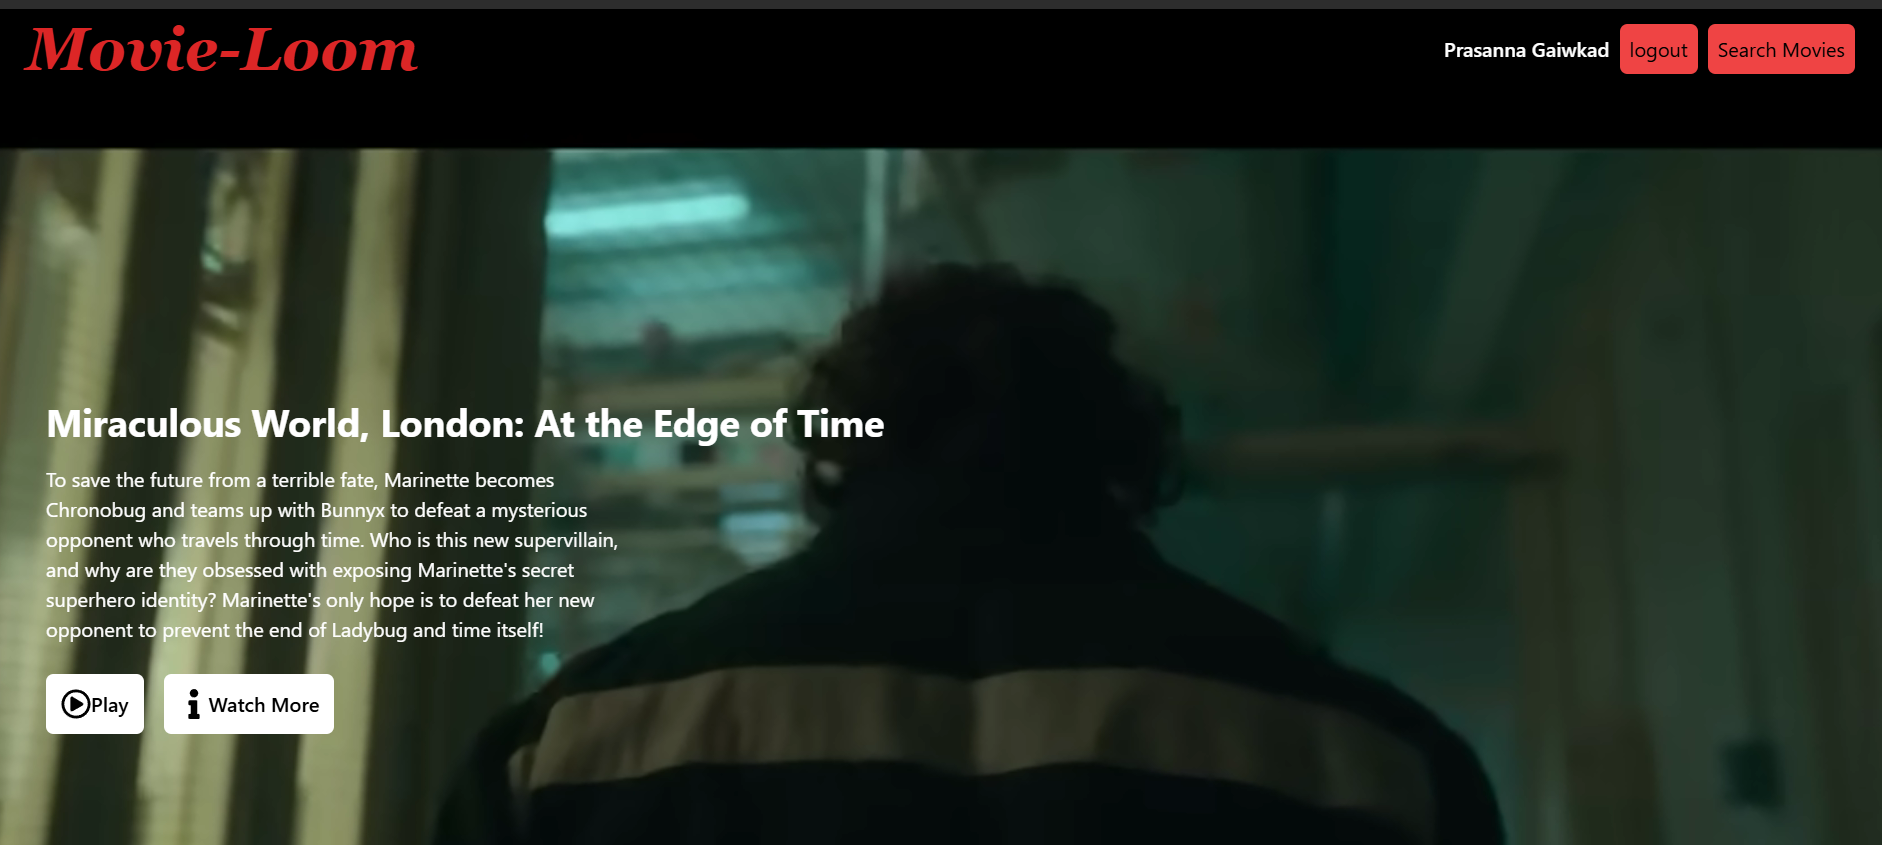 Movie-Loom
Prasanna Gaiwkad
logout
Search Movies
Miraculous World, London: At the Edge of Time
To save the future from a terrible fate, Marinette becomes
Chronobug and teams up with Bunnyx to defeat a mysterious
opponent who travels through time. Who is this new supervillain,
and why are they obsessed with exposing Marinette's secret
superhero identity? Marinette's only hope is to defeat her new
opponent to prevent the end of Ladybug and time itself!
Play
Watch More